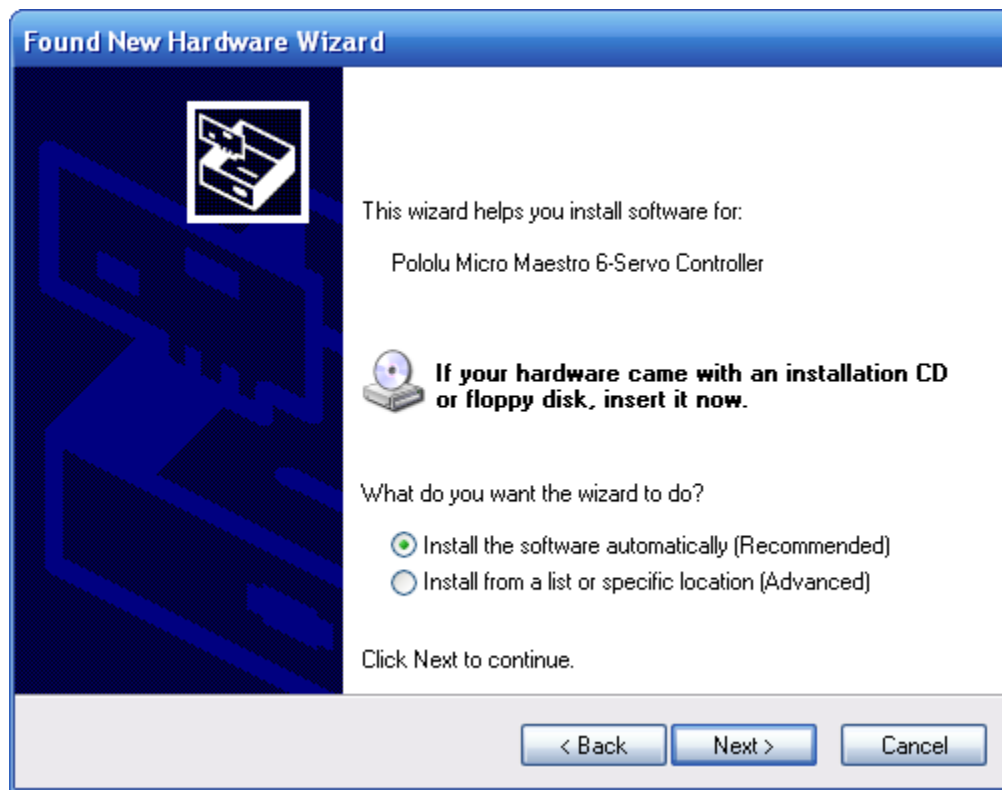 Found New Hardware Wizard
This wizard helps you install software for:
Pololu Micro Maestro 6-Servo Controller
If your hardware came with an installation CD
or floppy disk, insert it now.
What do you want the wizard to do?
Install the software automatically (Recommended)
Install from a list or specific location (Advanced)
Click Next to continue.
< Back Next > Cancel